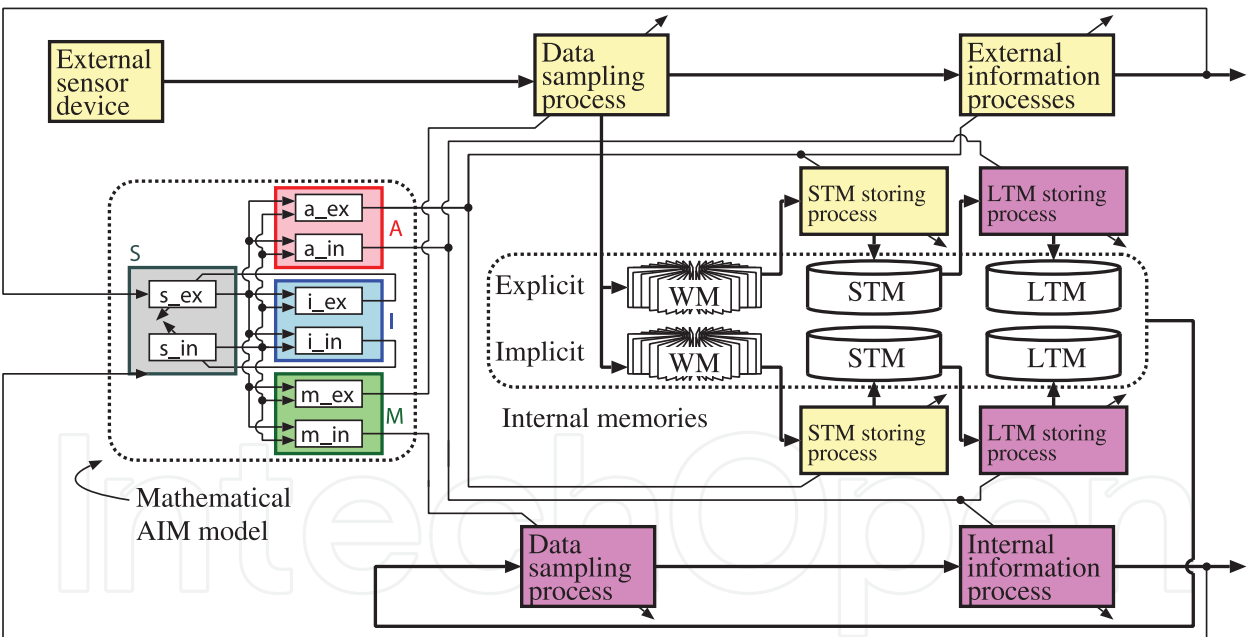 External
sensor
device
Data
sampling
process
External
information
processes
STM storing
process
LTM storing
process
S
A
I
M
a_ex
a_in
s_ex
s_in
i_ex
i_in
m_ex
m_in
Explicit
WM
STM
LTM
Implicit
WM
STM
LTM
Internal memories
STM storing
process
LTM storing
process
Mathematical
AIM model
Data
sampling
process
Internal
information
process
IntechOpen